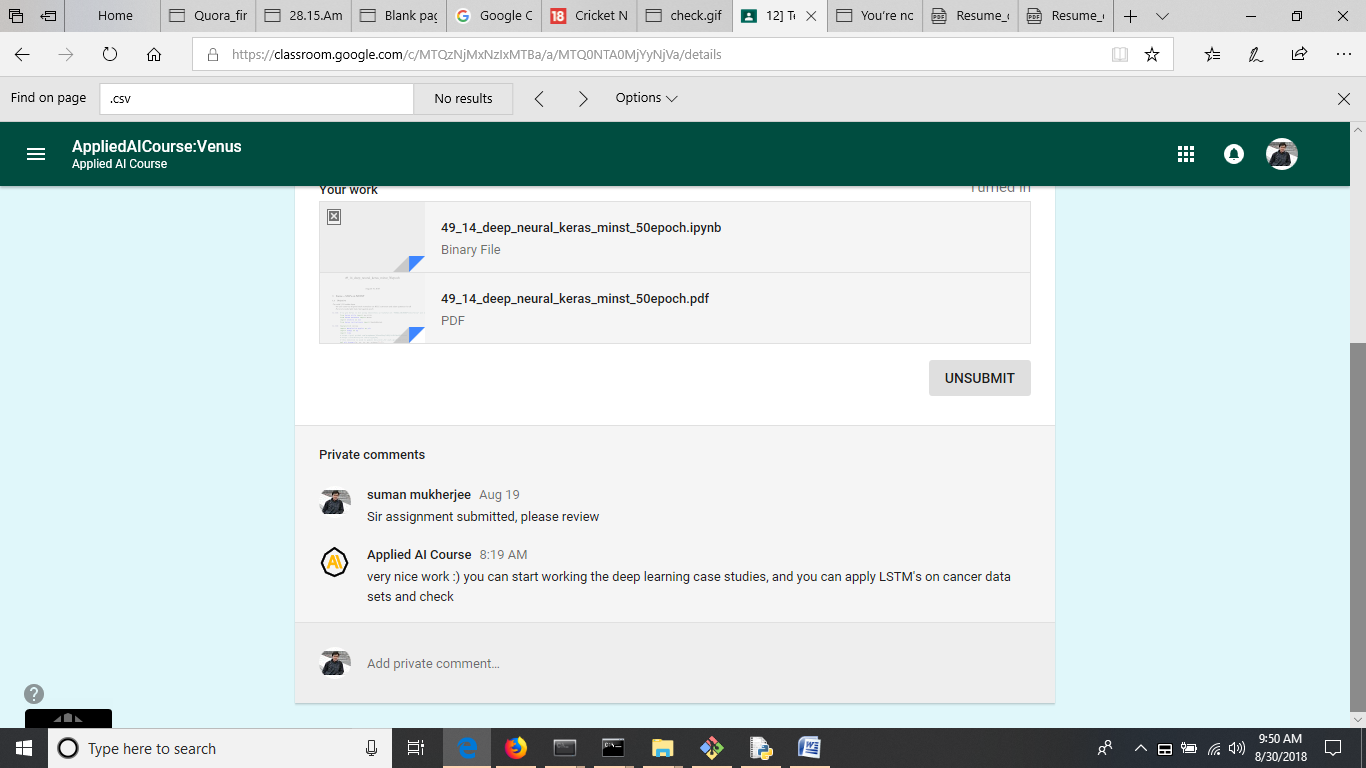 Home
Quora_fir
28.15.Am
Blank pag
Google C
18 Cricket N
check.gif
12] Te
You're no
Resume_
Resume_
https://classroom.google.com/c/MTQzNjMxNzIxMTBa/a/MTQ0NTA0MjYyNjVa/details
Find on page
.csv
No results
Options
AppliedAICourse:Venus
Applied AI Course
Your work
Turned in
49_14_deep_neural_keras_minst_50epoch.ipynb
Binary File
49_14_deep_neural_keras_minst_50epoch.pdf
PDF
UNSUBMIT
Private comments
suman mukherjee Aug 19
Sir assignment submitted, please review
Applied AI Course 8:19 AM
very nice work :) you can start working the deep learning case studies, and you can apply LSTM's on cancer data
sets and check
Add private comment…
?
Type here to search
9:50 AM
8/30/2018